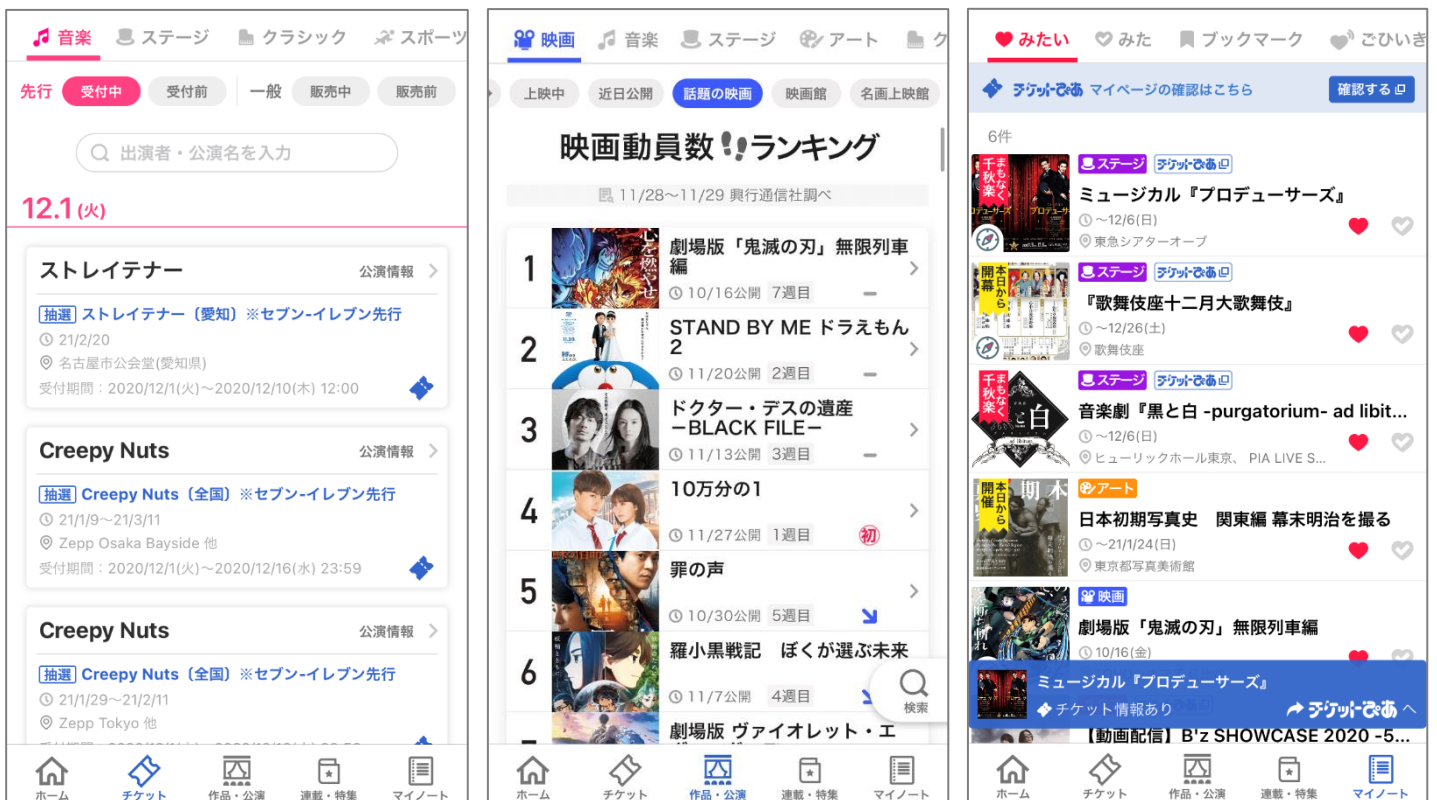 音楽 ステージ クラシック スポーツ
先行 受付中 受付前 一般 販売中 販売前
出演者・公演名を入力
12.1(火)
ストレイテナー 公演情報
抽選 ストレイテナー〔愛知〕※セブン-イレブン先行
21/2/20
名古屋市公会堂(愛知県)
受付期間：2020/12/1(火)～2020/12/10(木) 12:00
Creepy Nuts 公演情報
抽選 Creepy Nuts〔全国〕※セブン-イレブン先行
21/1/9～21/3/11
Zepp Osaka Bayside 他
受付期間：2020/12/1(火)～2020/12/16(水) 23:59
Creepy Nuts 公演情報
抽選 Creepy Nuts〔全国〕※セブン-イレブン先行
21/1/29～21/2/11
Zepp Tokyo 他
ホーム チケット 作品・公演 連載・特集 マイノート
映画 音楽 ステージ アート ク
上映中 近日公開 話題の映画 映画館 名画上映館
映画動員数ランキング
11/28～11/29 興行通信社調べ
1
心を燃やせ
劇場版「鬼滅の刃」無限列車
編
10/16公開 7週目
2
STAND BY ME ドラえもん
2
11/20公開 2週目
3
ドクター・デスの遺産
－BLACK FILE－
11/13公開 3週目
4
10万分の1
11/27公開 1週目 初
5
罪の声
10/30公開 5週目
6
羅小黒戦記 ぼくが選ぶ未来
11/7公開 4週目
検索
劇場版 ヴァイオレット・エ
ホーム チケット 作品・公演 連載・特集 マイノート
みたい みた ブックマーク ごひいき
チケットぴあ マイページの確認はこちら 確認する
6件
まもなく千秋楽
ステージ チケットぴあ
ミュージカル『プロデューサーズ』
～12/6(日)
東急シアターオーブ
本日から開幕
ステージ チケットぴあ
『歌舞伎座十二月大歌舞伎』
～12/26(土)
歌舞伎座
まもなく千秋楽
と白
ステージ チケットぴあ
音楽劇『黒と白 -purgatorium- ad libit...
～12/6(日)
ヒューリックホール東京、 PIA LIVE S...
本日から開催
アート
日本初期写真史 関東編 幕末明治を撮る
～21/1/24(日)
東京都写真美術館
映画
劇場版「鬼滅の刃」無限列車編
10/16(金)
ミュージカル『プロデューサーズ』
チケット情報あり チケットぴあ
【動画配信】B'z SHOWCASE 2020 -5...
ホーム チケット 作品・公演 連載・特集 マイノート